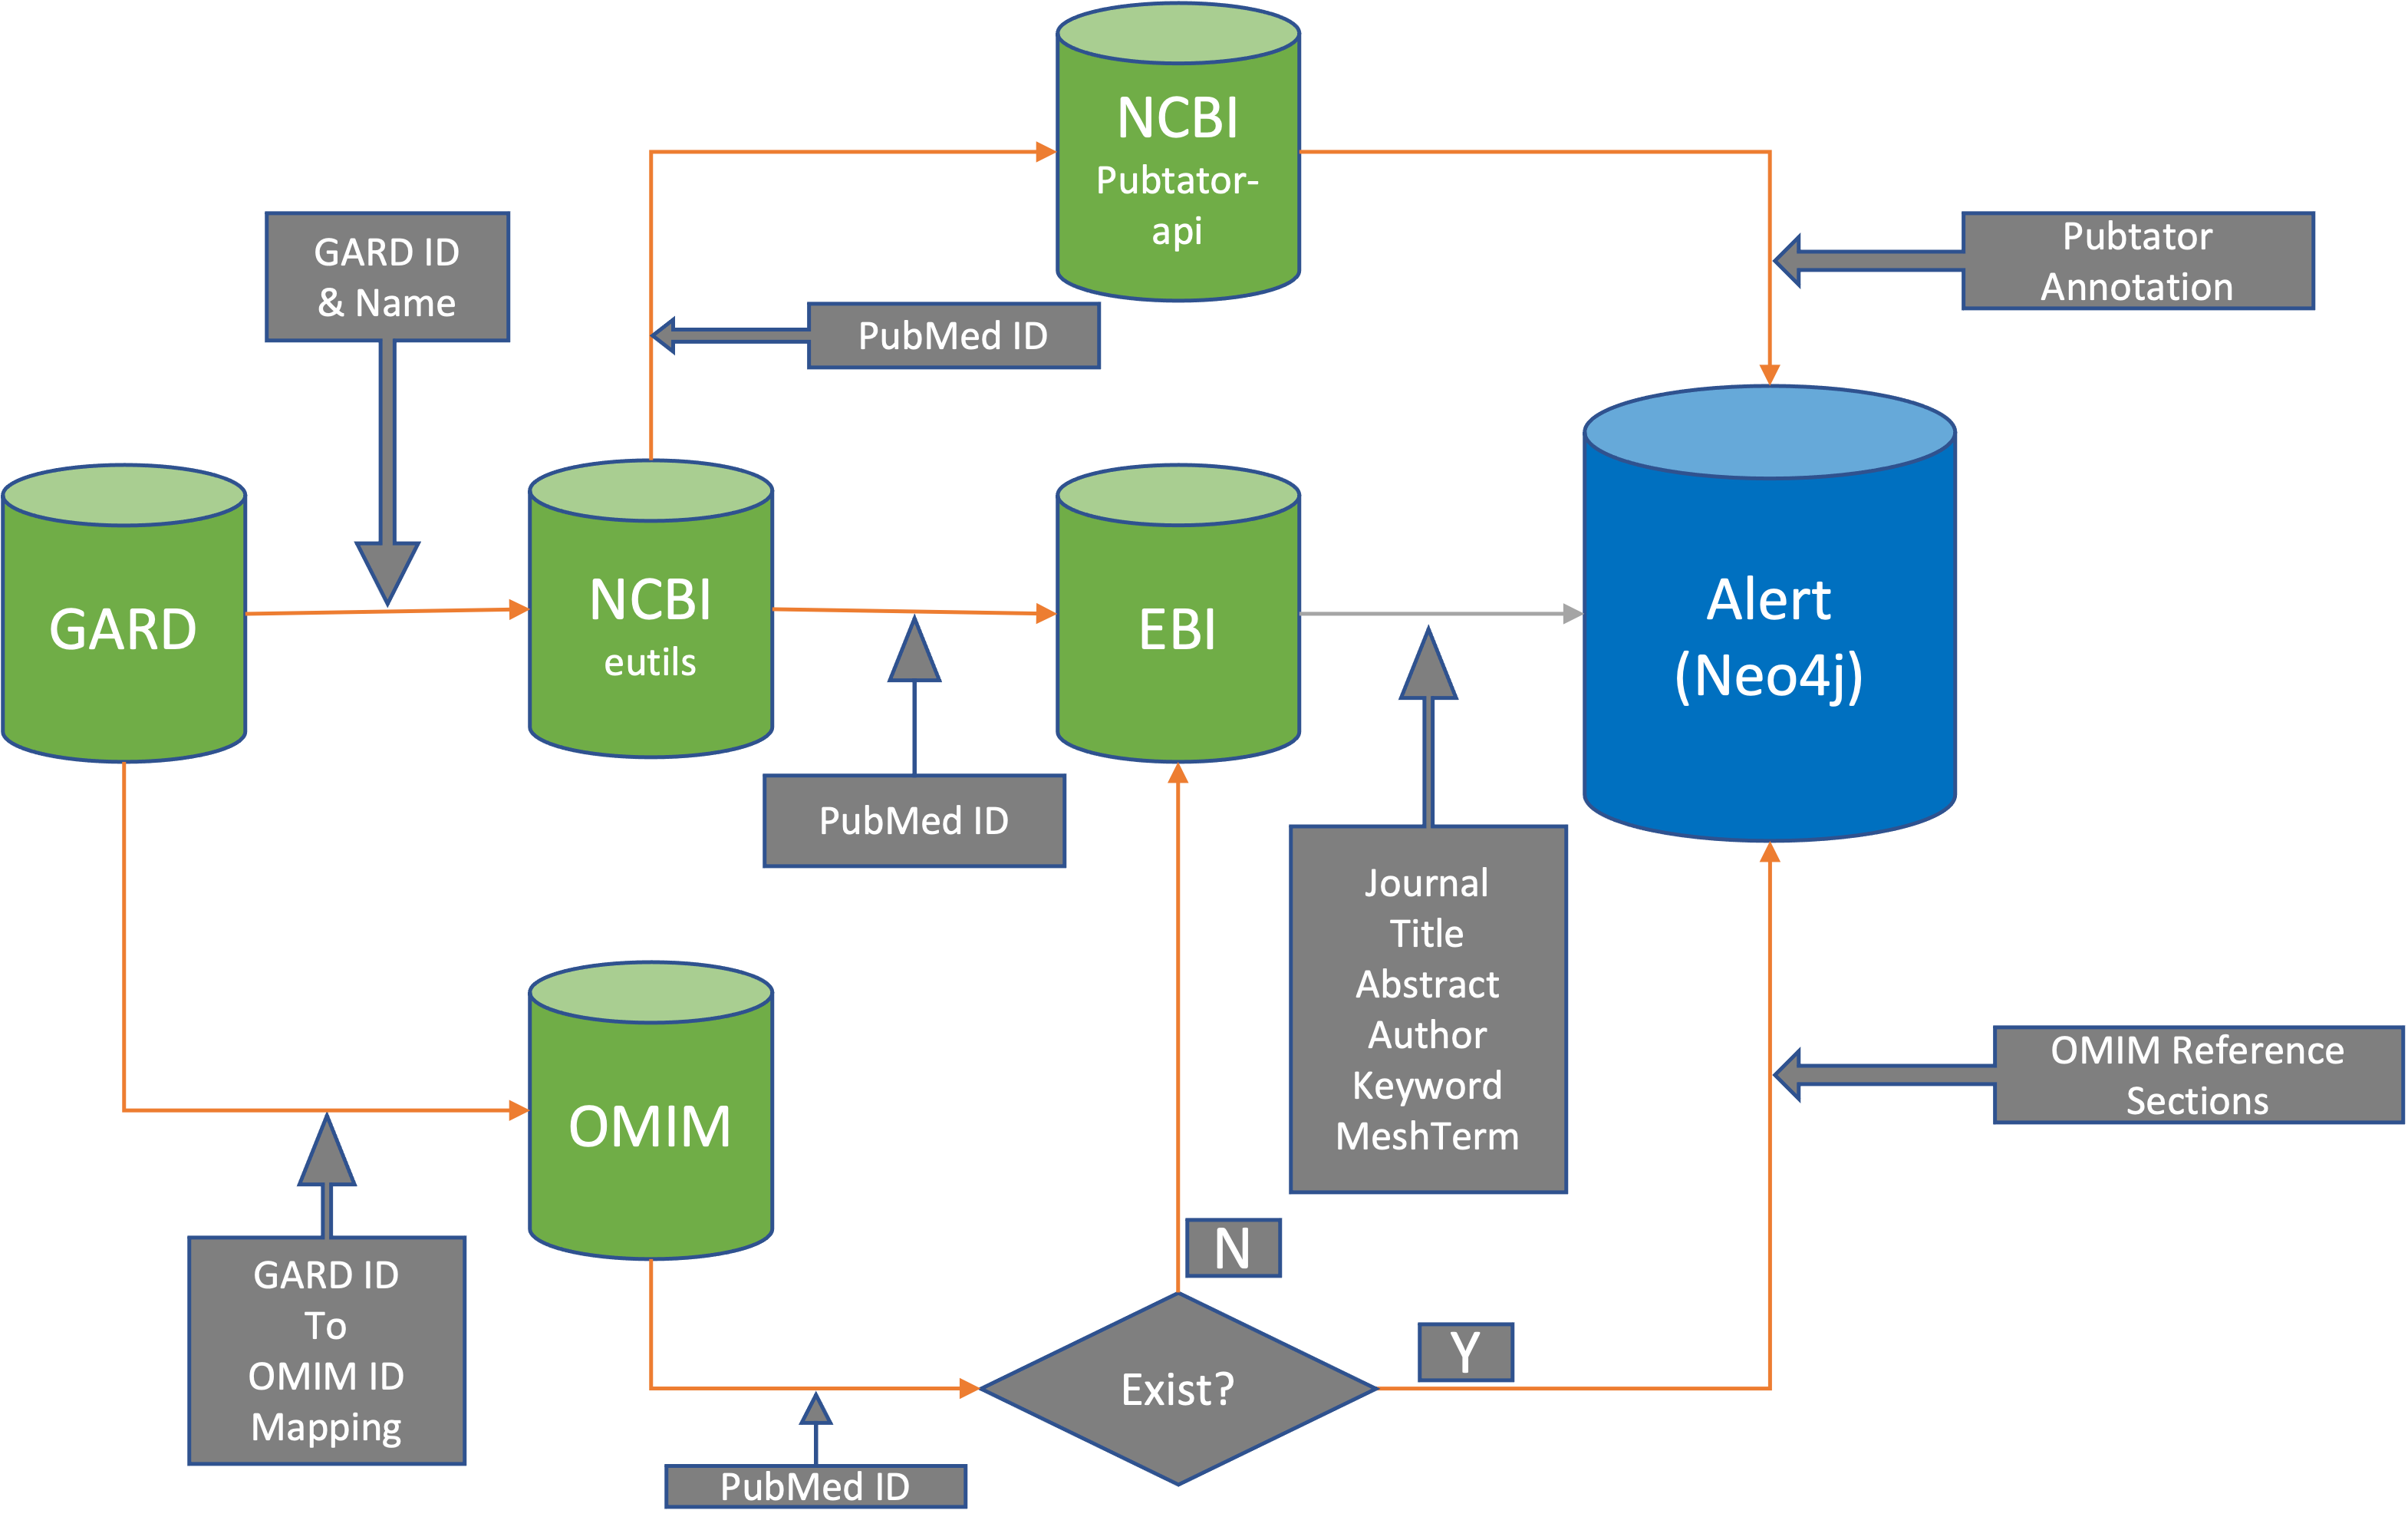 NCBI
Pubtator-
api
GARD ID
& Name
Pubtator
Annotation
PubMed ID
GARD
NCBI
eutils
EBI
Alert
(Neo4j)
PubMed ID
Journal
Title
Abstract
Author
Keyword
MeshTerm
OMIM Reference
Sections
OMIM
GARD ID
To
OMIM ID
Mapping
N
Y
Exist?
PubMed ID